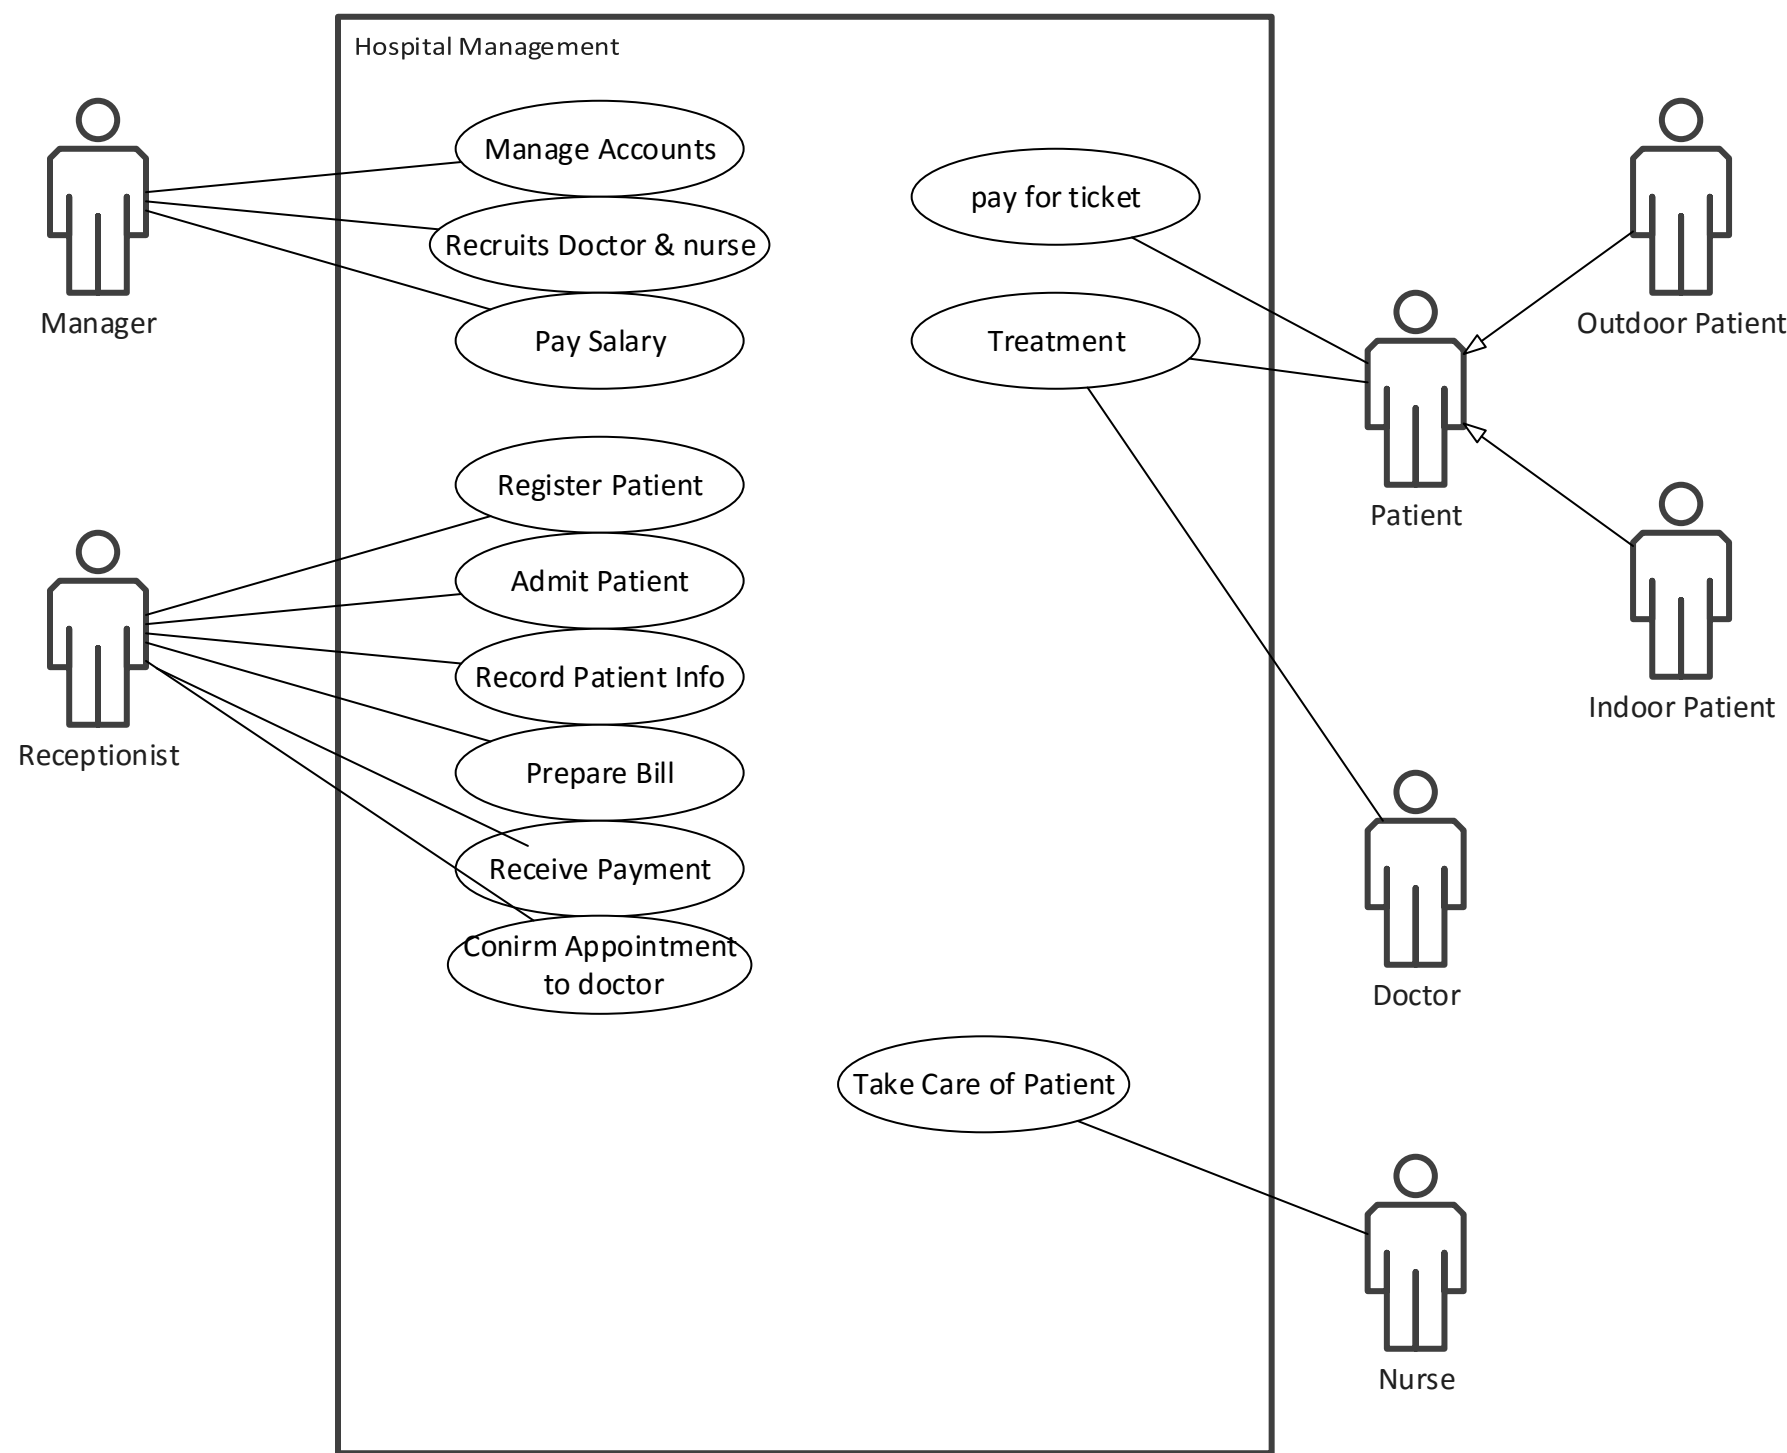 Hospital Management
Manage Accounts
Recruits Doctor & nurse
Pay Salary
Manager
Register Patient
Admit Patient
Record Patient Info
Prepare Bill
Receive Payment
Conirm Appointment
to doctor
Receptionist
pay for ticket
Treatment
Take Care of Patient
Patient
Outdoor Patient
Indoor Patient
Doctor
Nurse